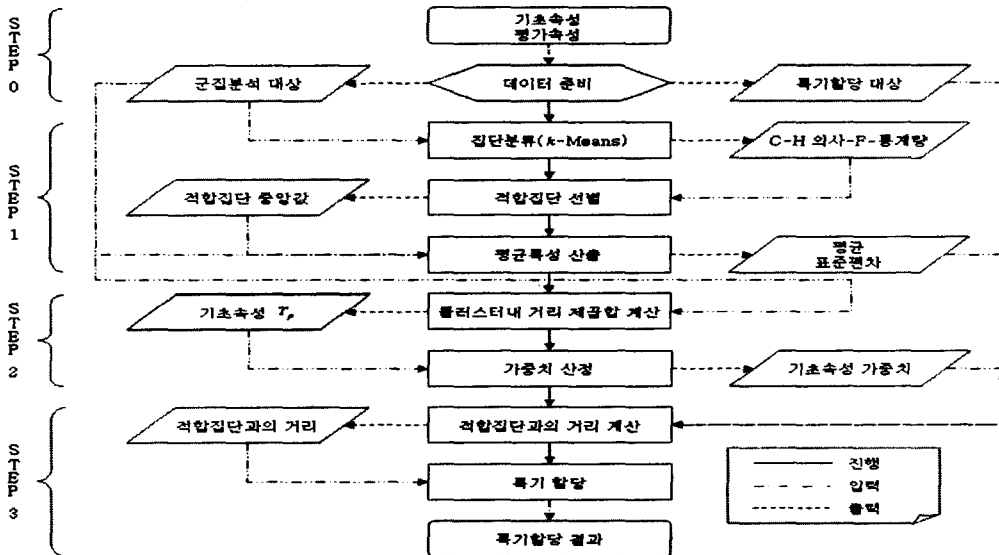 STEP 0
기초속성
평가속성
군집분석 대상
데이터 준비
특기할당 대상
STEP 1
집단분류(k-Means)
C-H 의사-F-통계량
적합집단 중앙값
적합집단 선별
평균특성 산출
평균
표준편차
STEP 2
기초속성
클러스터내 거리 제곱합 계산
가중치 산정
기초속성 가중치
STEP 3
적합집단과의 거리
적합집단과의 거리 계산
특기 할당
특기할당 결과
진행
입력
출력